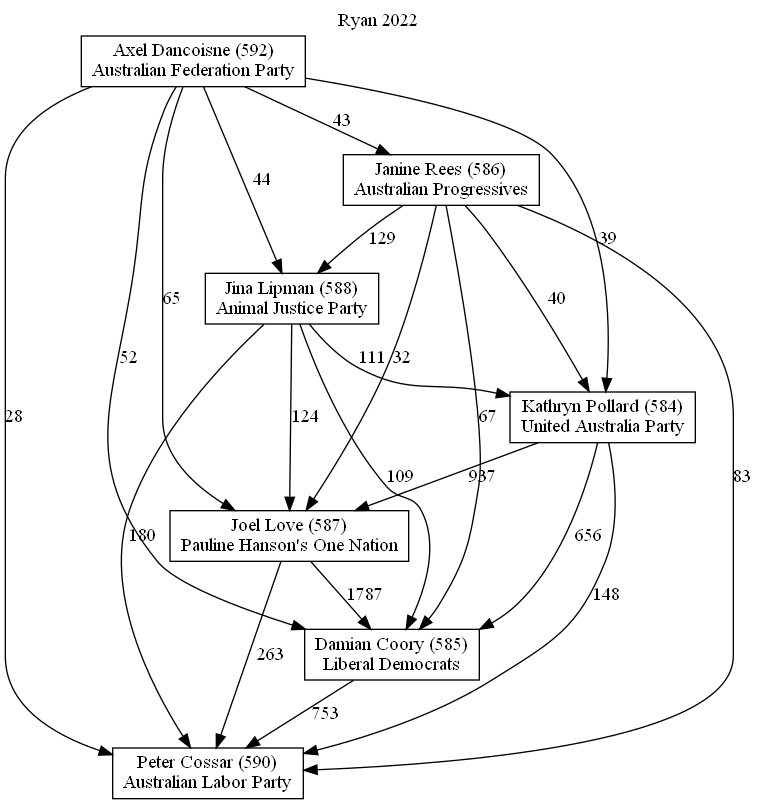 Ryan 2022
Axel Dancoisne (592)
Australian Federation Party
43
Janine Rees (586)
Australian Progressives
44
129
39
Jina Lipman (588)
Animal Justice Party
65
40
52
111
32
Kathryn Pollard (584)
United Australia Party
28
124
67
109
937
83
Joel Love (587)
Pauline Hanson's One Nation
180
656
1787
148
Damian Coory (585)
Liberal Democrats
263
753
Peter Cossar (590)
Australian Labor Party